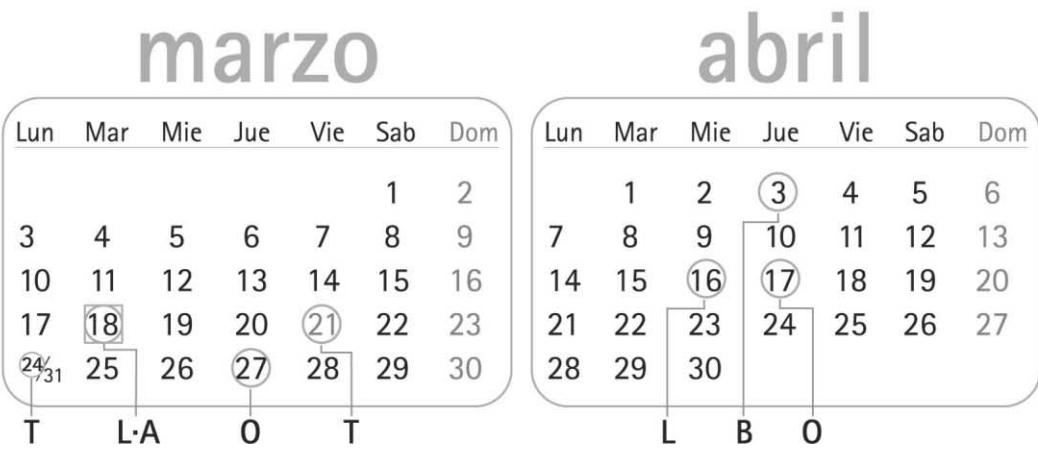 marzo
Lun Mar Mie Jue Vie Sab Dom
1 2
3 4 5 6 7 8 9
10 11 12 13 14 15 16
17 18 19 20 21 22 23
24/31 25 26 27 28 29 30
T L·A O T
abril
Lun Mar Mie Jue Vie Sab Dom
1 2 3 4 5 6
7 8 9 10 11 12 13
14 15 16 17 18 19 20
21 22 23 24 25 26 27
28 29 30
L B O